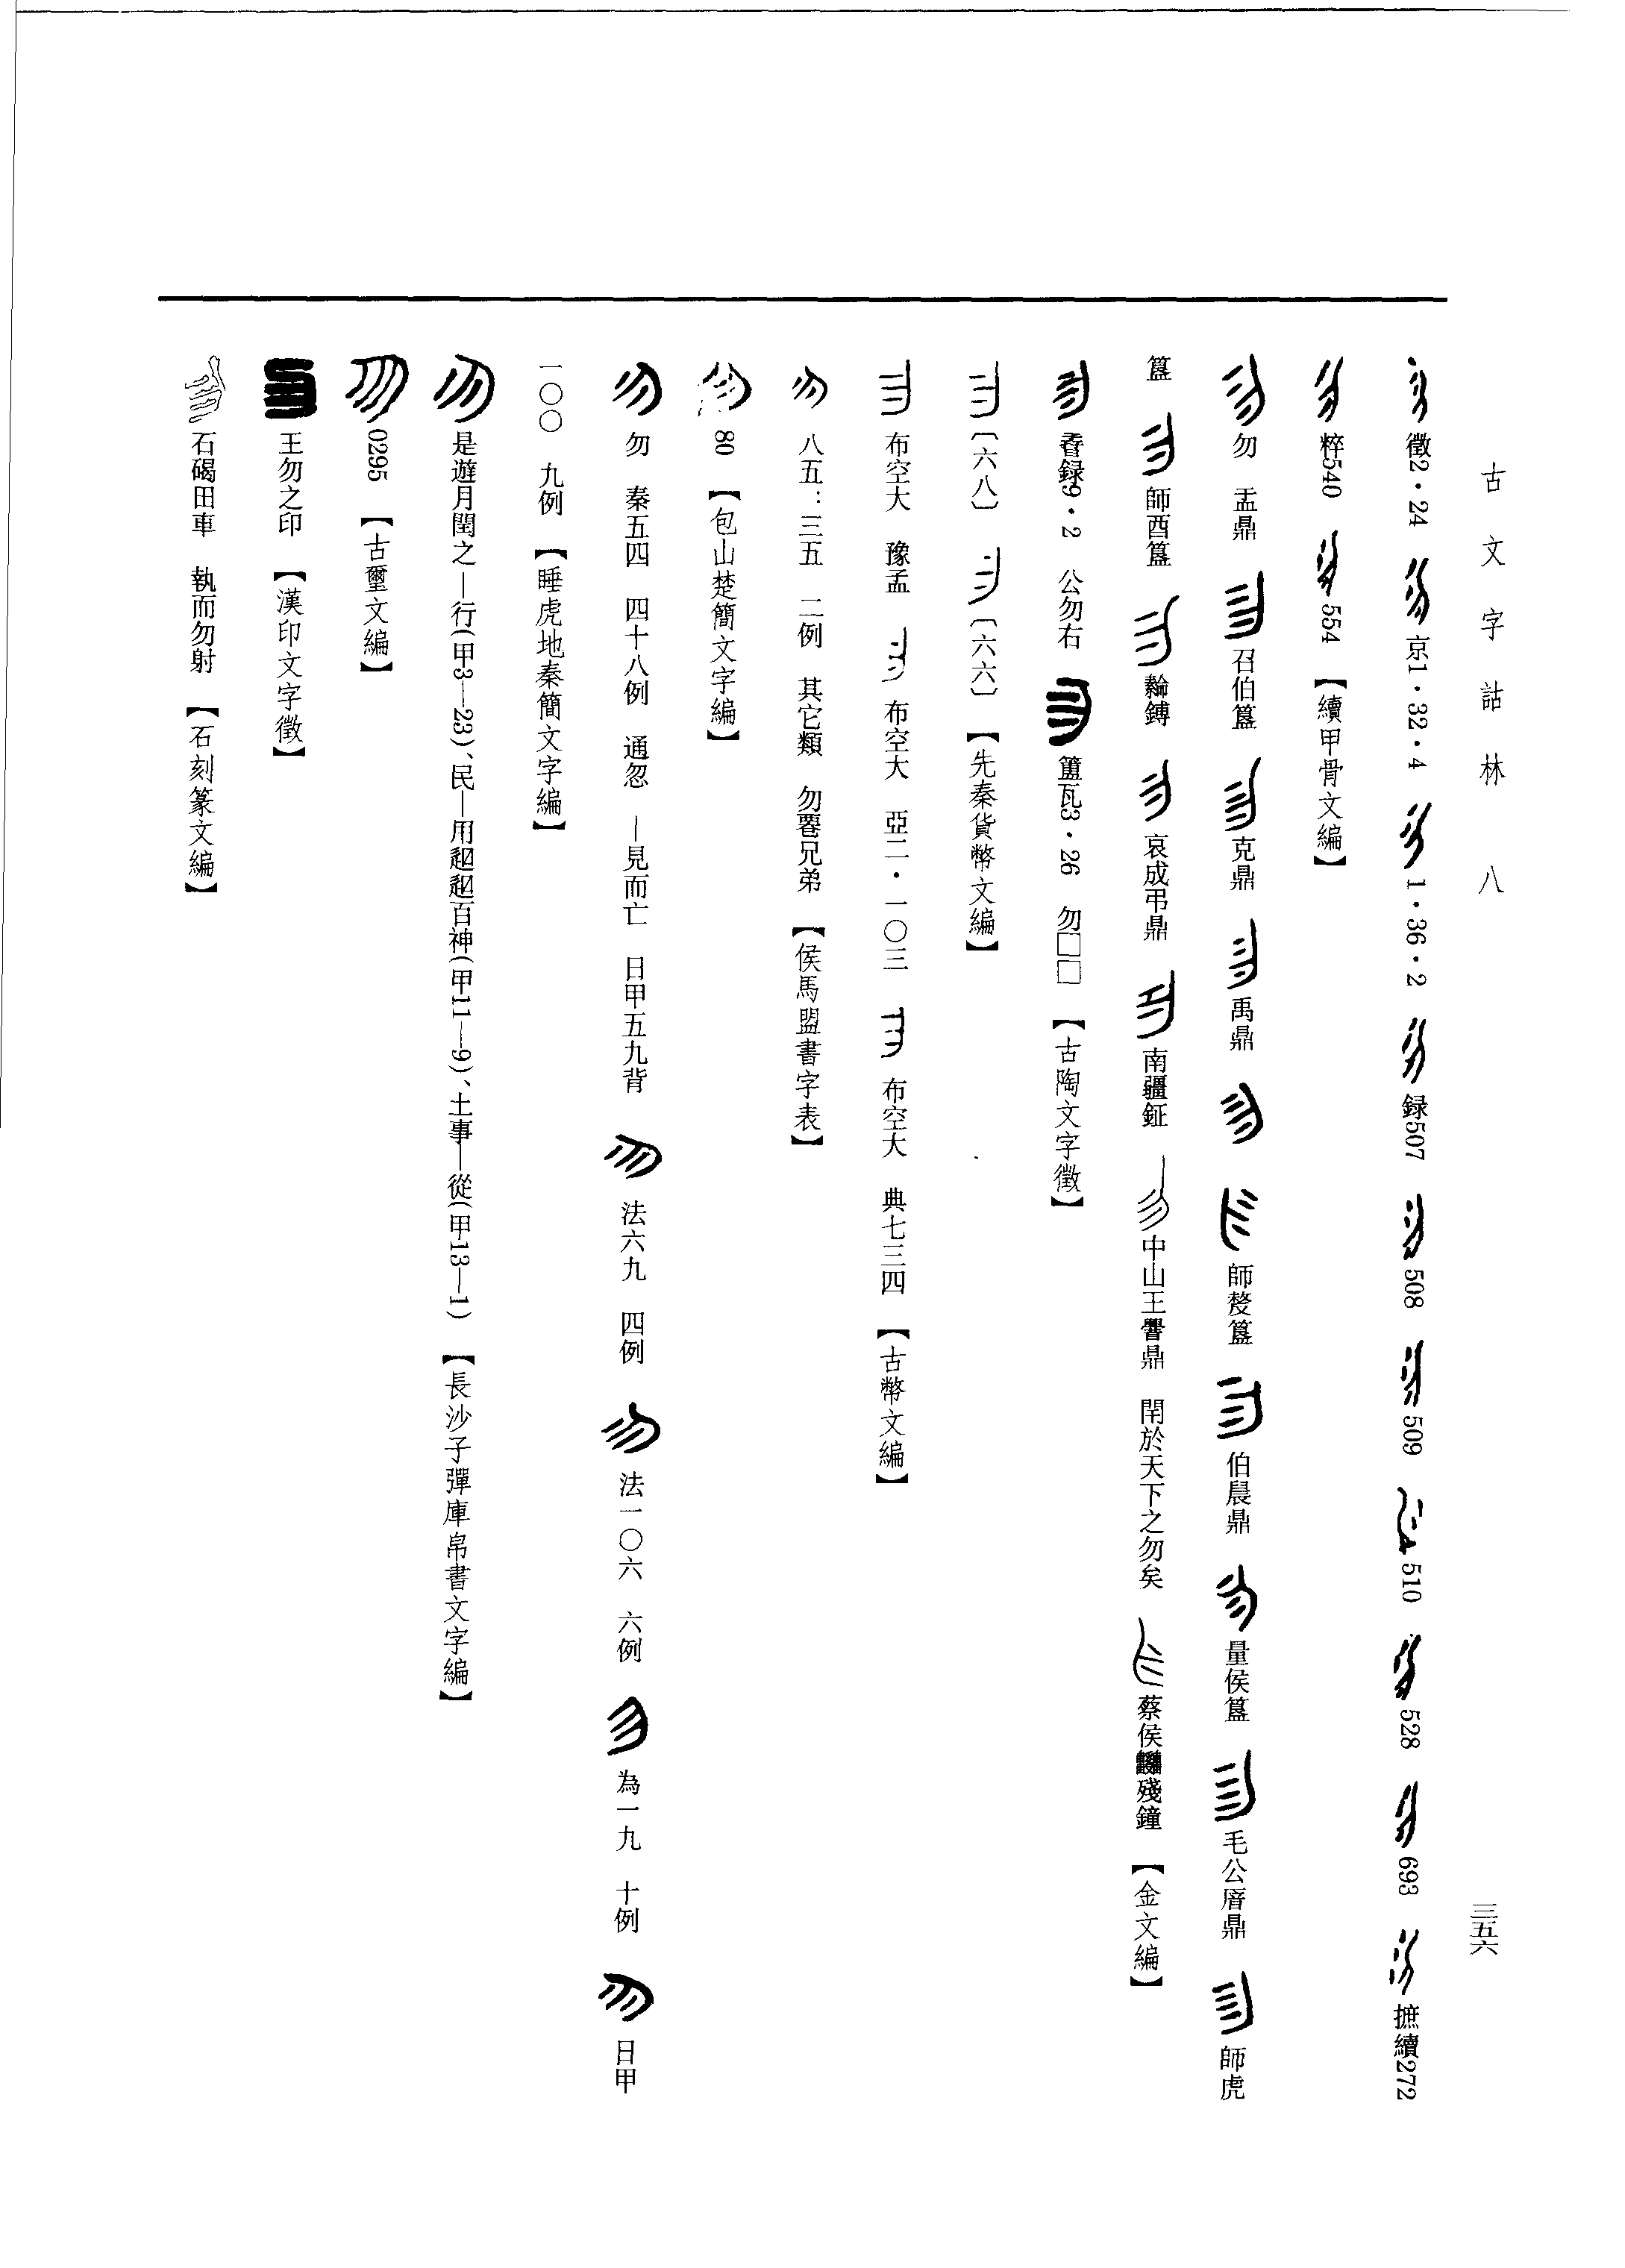 古文字詁林 八
三五六
徵2·24 京1·32·4 1·36·2 録507 508 509 510 528 693 摭續272
粹540 554 【續甲骨文編】
勿 盂鼎 召伯簋 克鼎 禹鼎 師𠭰簋 伯晨鼎 量侯簋 毛公㢈鼎 師虎
簋 師酉簋 鎛 哀成弔鼎 南疆鉦 中山王鼎 閈於天下之勿矣 蔡侯殘鐘 【金文編】
録9·2 公勿右 簠瓦3·26 勿□□ 【古陶文字徵】
〔六八〕 〔六六〕 【先秦貨幣文編】
布空大 豫孟 布空大 亞二·一〇三 布空大 典七三四 【古幣文編】
八五：三五 二例 其它類 勿兄弟 【侯馬盟書字表】
80 【包山楚簡文字編】
勿 秦五四 四十八例 通忽 —見而亡 日甲五九背 法六九 四例 法一〇六 六例 為一九 十例 日甲
一〇〇 九例 【睡虎地秦簡文字編】
是遊月閏之—行(甲3—23)、民—用百神(甲11—9)、土事—從(甲13—1) 【長沙子彈庫帛書文字編】
0295 【古璽文編】
王勿之印 【漢印文字徵】
石碣田車 執而勿射 【石刻篆文編】